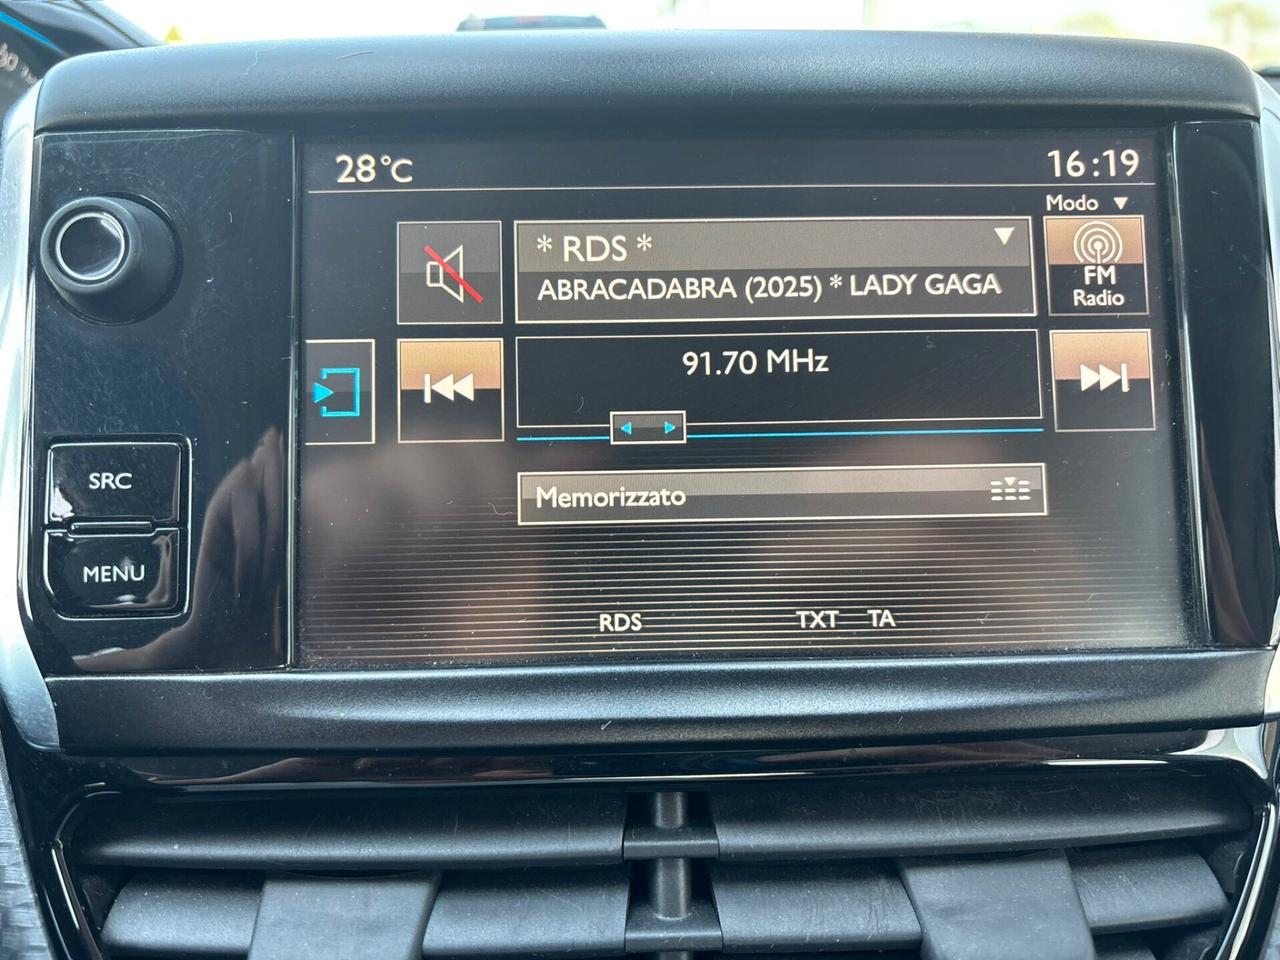 28°C
16:19
Modo
* RDS *
ABRACADABRA (2025) * LADY GAGA
FM
Radio
91.70 MHz
SRC
Memorizzato
MENU
RDS TXT TA